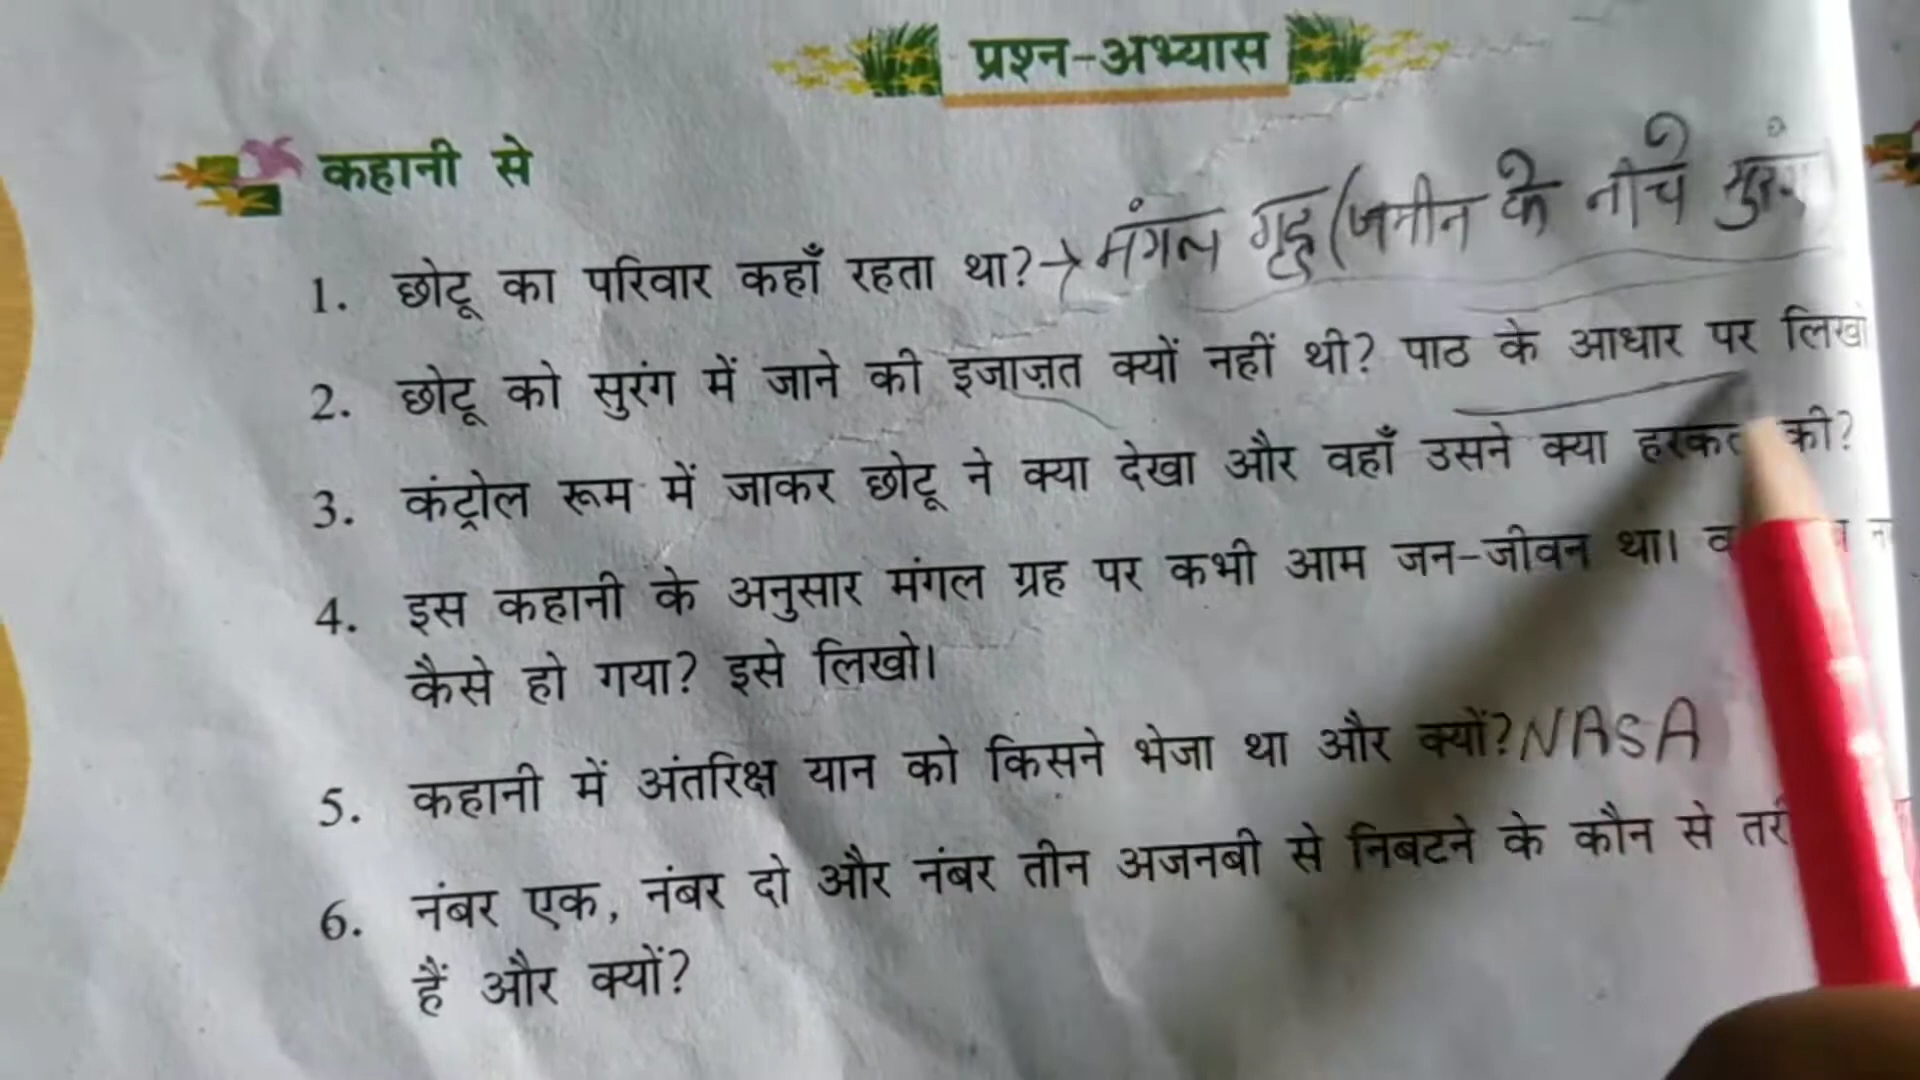 प्रश्न-अभ्यास
कहानी से
1. छोटू का परिवार कहाँ रहता था? → मंगल गृह (जमीन के नीचे
2. छोटू को सुरंग में जाने की इजाज़त क्यों नहीं थी? पाठ के आधार पर लिखो
3. कंट्रोल रूम में जाकर छोटू ने क्या देखा और वहाँ उसने क्या हरकत की?
4. इस कहानी के अनुसार मंगल ग्रह पर कभी आम जन-जीवन था।
कैसे हो गया? इसे लिखो।
5. कहानी में अंतरिक्ष यान को किसने भेजा था और क्यों? NASA
6. नंबर एक, नंबर दो और नंबर तीन अजनबी से निबटने के कौन से
हैं और क्यों?